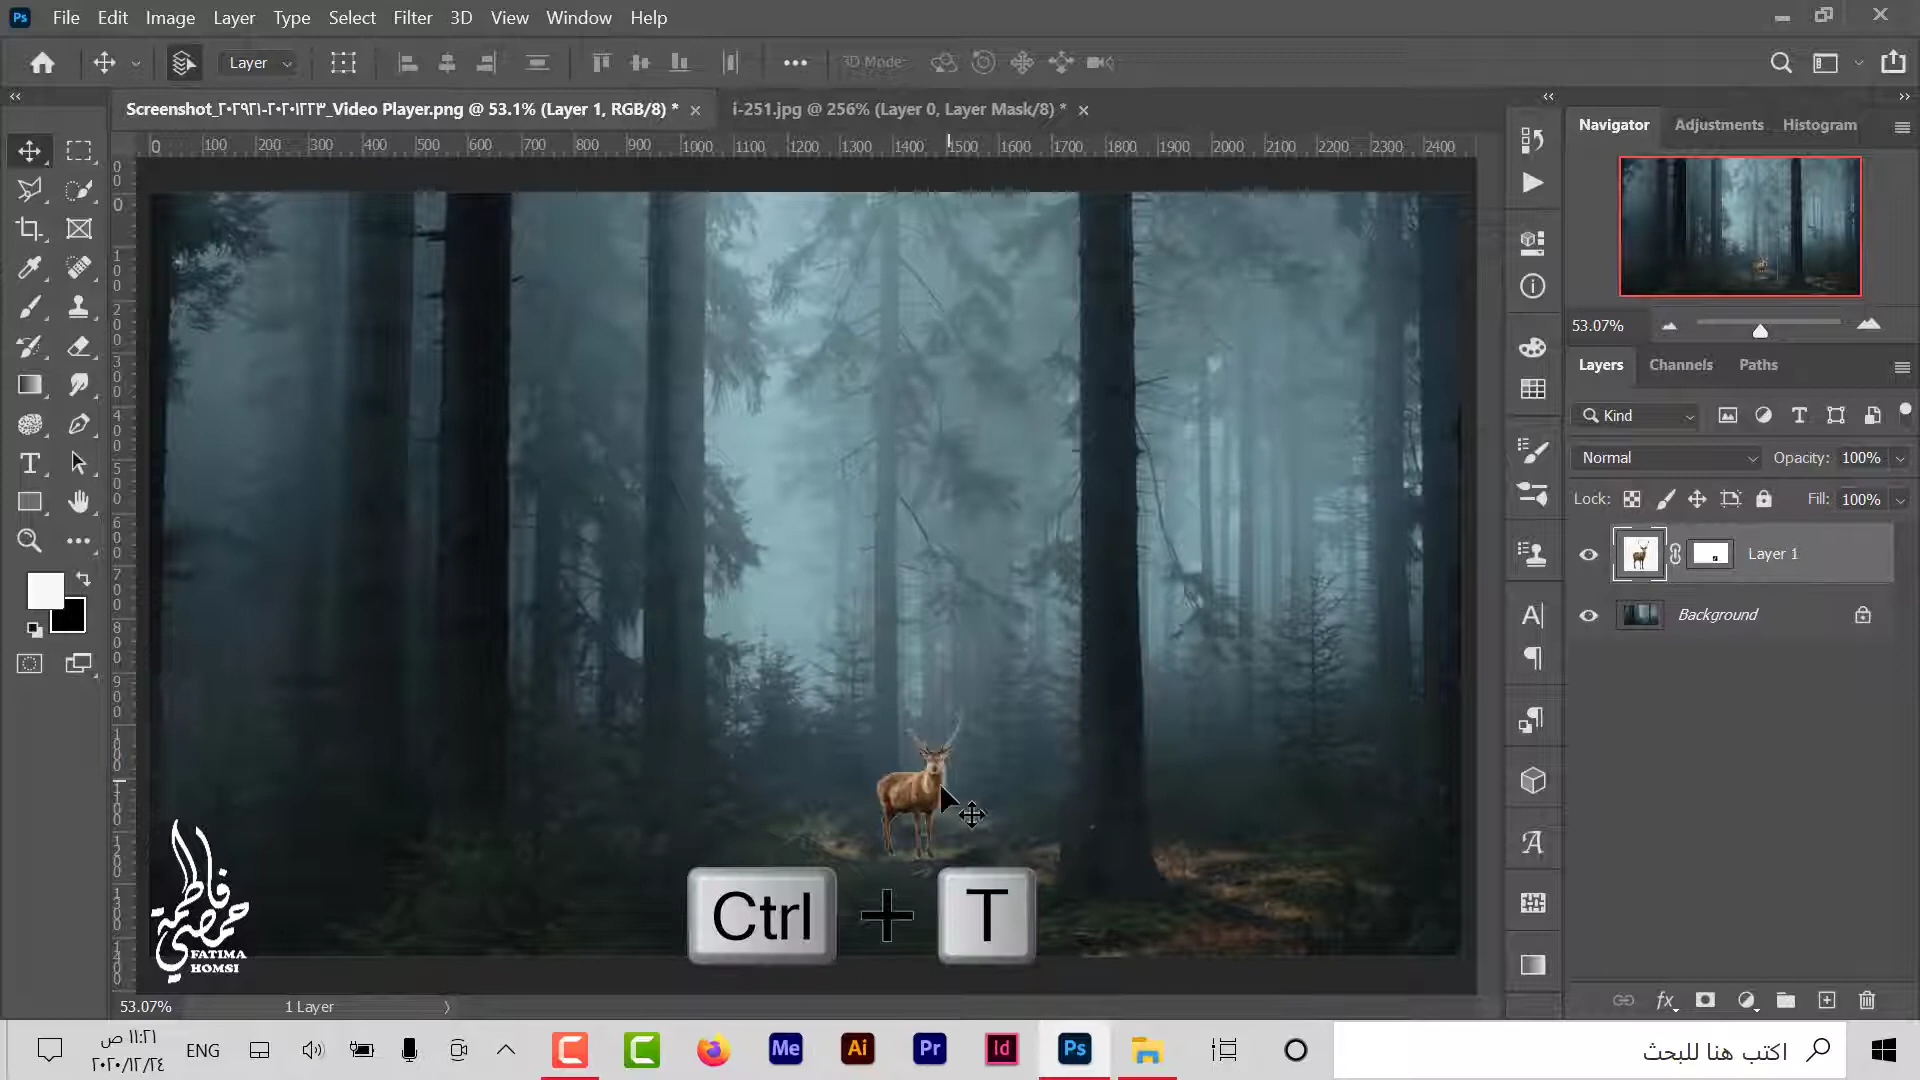 Ps File Edit Image Layer Type Select Filter 3D View Window Help
Layer 3D Mode
Screenshot_٢٠٢٩٢١-٢٠٢٠١٢٢٣_Video Player.png @ 53.1% (Layer 1, RGB/8) * i-251.jpg @ 256% (Layer 0, Layer Mask/8) *
0 100 200 300 400 500 600 700 800 900 1000 1100 1200 1300 1400 1500 1600 1700 1800 1900 2000 2100 2200 2300 2400
Navigator Adjustments Histogram
53.07%
Layers Channels Paths
Kind
Normal Opacity: 100%
Lock: Fill: 100%
Layer 1
Background
فاطمة
حمصي
FATIMA
HOMSI
Ctrl + T
53.07% 1 Layer
١١:٢١ ص
٢٠٢٠/١٢/٢٤
ENG
Me Ai Pr Id Ps
اكتب هنا للبحث